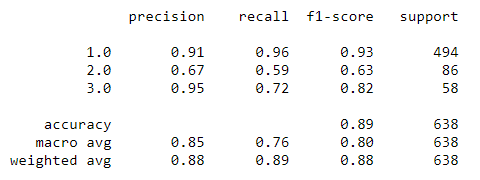 precision recall f1-score support
1.0 0.91 0.96 0.93 494
2.0 0.67 0.59 0.63 86
3.0 0.95 0.72 0.82 58
accuracy 0.89 638
macro avg 0.85 0.76 0.80 638
weighted avg 0.88 0.89 0.88 638